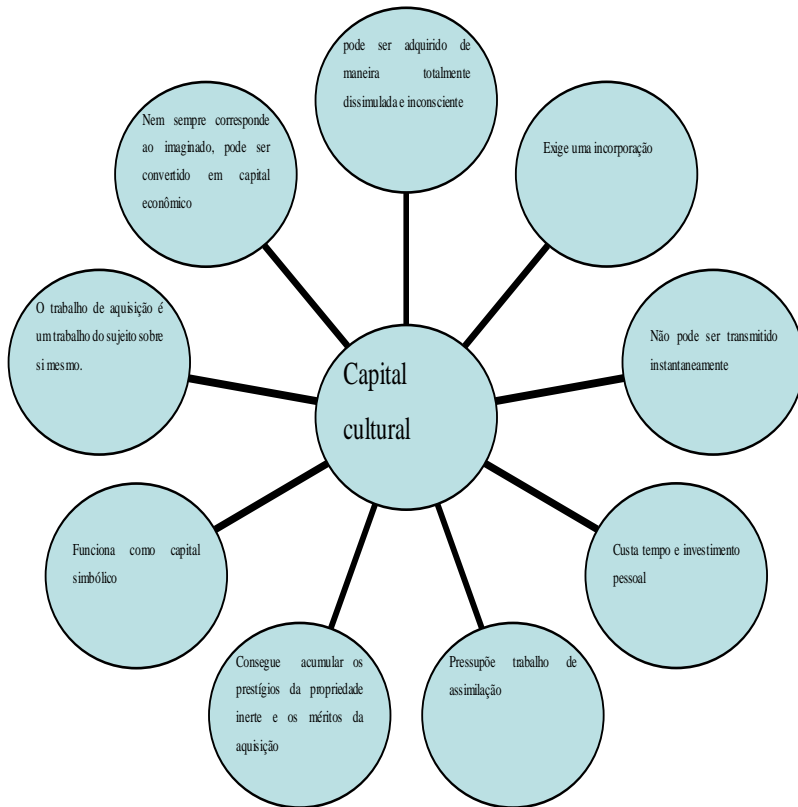 pode ser adquirido de
maneira totalmente
dissimulada e inconsciente
Exige uma incorporação
Não pode ser transmitido
instantaneamente
Custa tempo e investimento
pessoal
Pressupõe trabalho de
assimilação
Consegue acumular os
prestígios da propriedade
inerte e os méritos da
aquisição
Funciona como capital
simbólico
O trabalho de aquisição é
um trabalho do sujeito sobre
si mesmo.
Nem sempre corresponde
ao imaginado, pode ser
convertido em capital
econômico
Capital
cultural